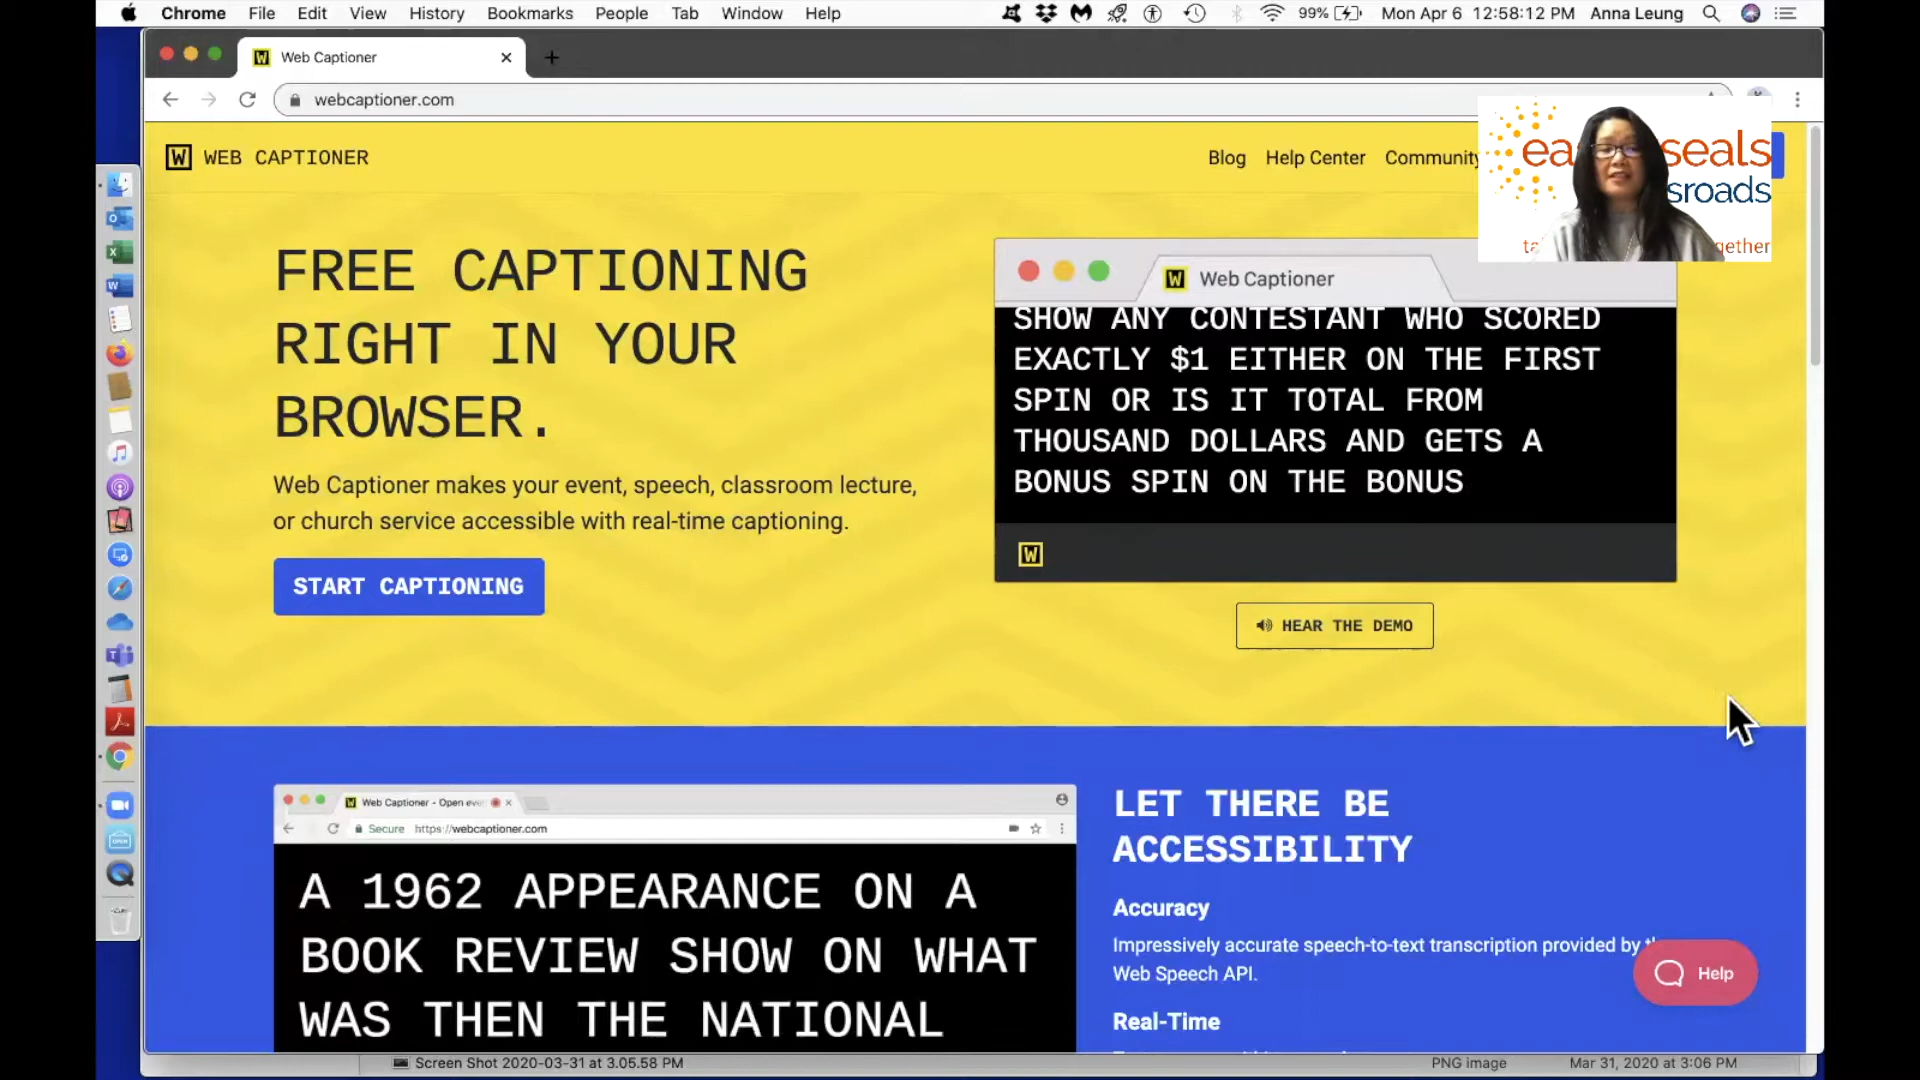 Chrome File Edit View History Bookmarks People Tab Window Help 99% Mon Apr 6 12:58:12 PM Anna Leung
Web Captioner
webcaptioner.com
WEB CAPTIONER
Blog Help Center Community
seals
sroads
gether
FREE CAPTIONING
RIGHT IN YOUR
BROWSER.
Web Captioner makes your event, speech, classroom lecture,
or church service accessible with real-time captioning.
START CAPTIONING
Web Captioner
SHOW ANY CONTESTANT WHO SCORED
EXACTLY $1 EITHER ON THE FIRST
SPIN OR IS IT TOTAL FROM
THOUSAND DOLLARS AND GETS A
BONUS SPIN ON THE BONUS
HEAR THE DEMO
Web Captioner - Open
Secure https://webcaptioner.com
A 1962 APPEARANCE ON A
BOOK REVIEW SHOW ON WHAT
WAS THEN THE NATIONAL
LET THERE BE
ACCESSIBILITY
Accuracy
Impressively accurate speech-to-text transcription provided by
Web Speech API.
Real-Time
Help
Screen Shot 2020-03-31 at 3.05.58 PM PNG image Mar 31, 2020 at 3:06 PM